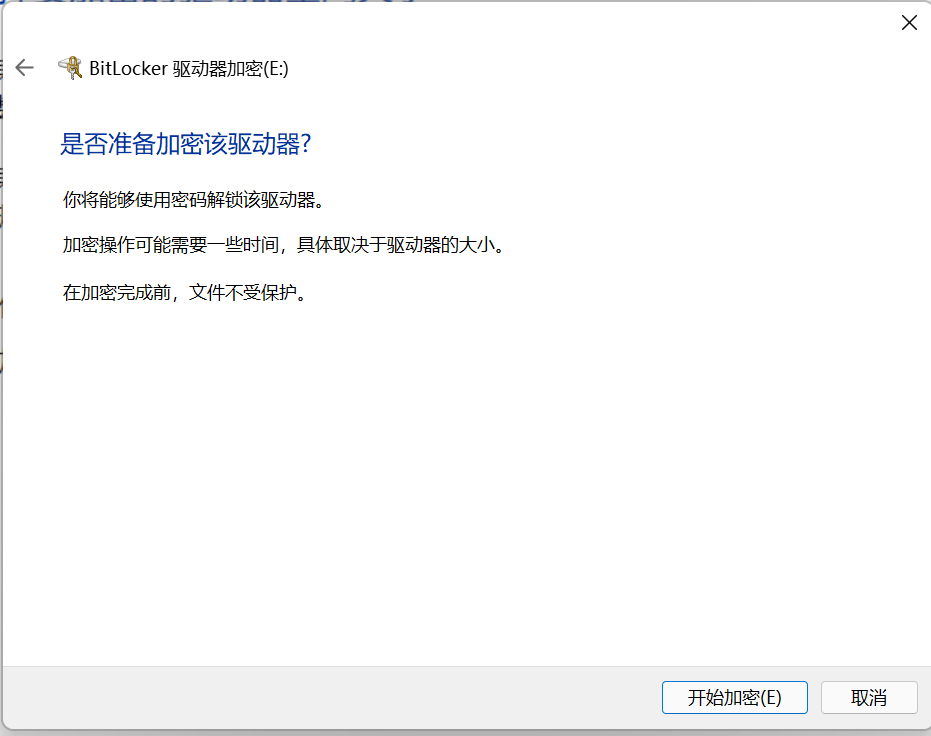 BitLocker 驱动器加密(E:)
是否准备加密该驱动器?
你将能够使用密码解锁该驱动器。
加密操作可能需要一些时间，具体取决于驱动器的大小。
在加密完成前，文件不受保护。
开始加密(E)
取消